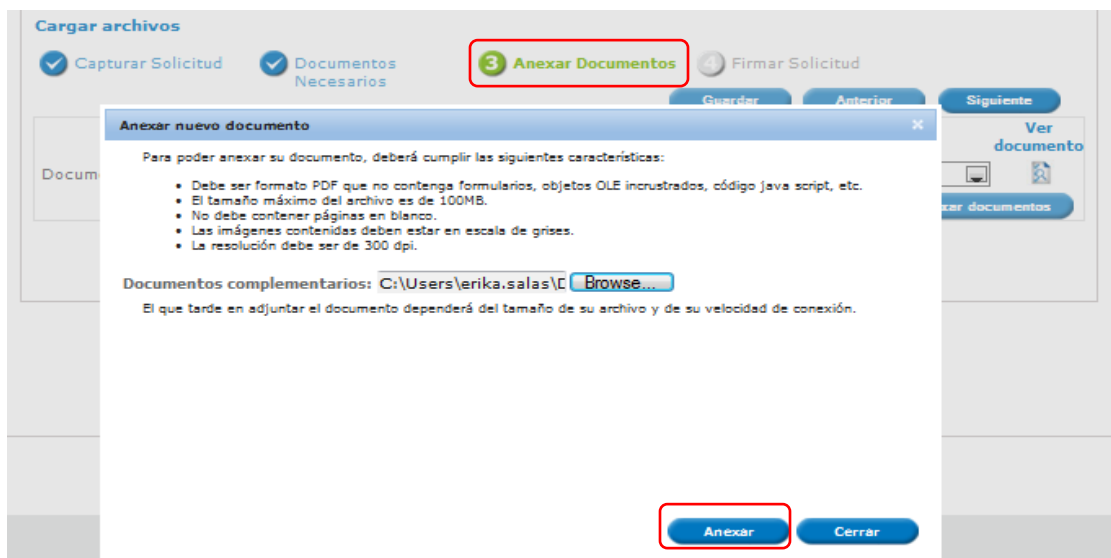 Cargar archivos
Capturar Solicitud
Documentos
Necesarios
3 Anexar Documentos
4 Firmar Solicitud
Guardar Anterior Siguiente
Anexar nuevo documento
Ver
documento
Para poder anexar su documento, deberá cumplir las siguientes características:
Docum
• Debe ser formato PDF que no contenga formularios, objetos OLE incrustrados, código java script, etc.
• El tamaño máximo del archivo es de 100MB.
• No debe contener páginas en blanco.
• Las imágenes contenidas deben estar en escala de grises.
• La resolución debe ser de 300 dpi.
documentos
Documentos complementarios: C:\Users\erika.salas\D Browse...
El que tarde en adjuntar el documento dependerá del tamaño de su archivo y de su velocidad de conexión.
Anexar Cerrar